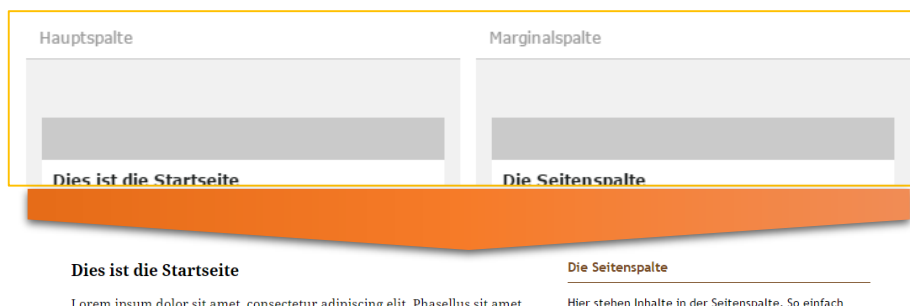 Hauptspalte
Marginalspalte
Dies ist die Startseite
Die Seitenspalte
Dies ist die Startseite
Die Seitenspalte
Lorem ipsum dolor sit amet, consectetur adipiscing elit. Phasellus sit amet
Hier stehen Inhalte in der Seitenspalte. So einfach